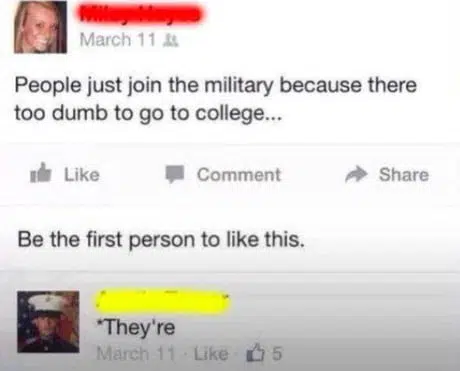 March 11
People just join the military because there
too dumb to go to college...
Like Comment Share
Be the first person to like this.
*They're
March 11 · Like 5